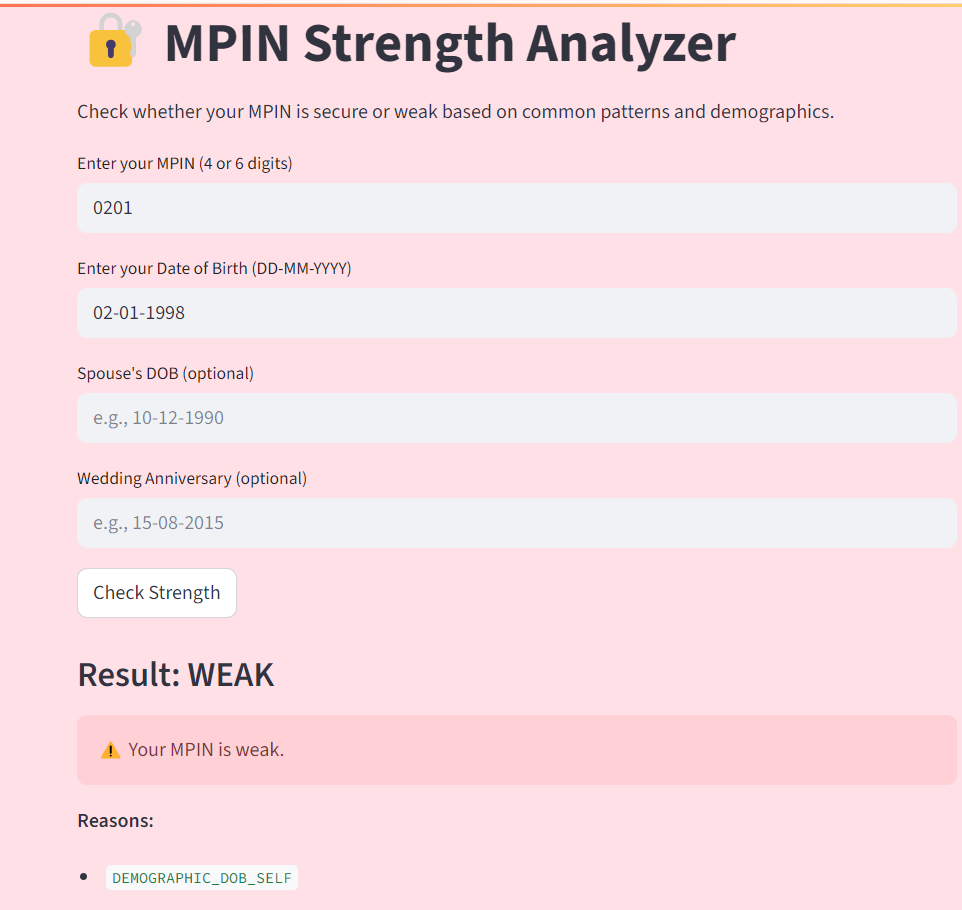 MPIN Strength Analyzer
Check whether your MPIN is secure or weak based on common patterns and demographics.
Enter your MPIN (4 or 6 digits)
0201
Enter your Date of Birth (DD-MM-YYYY)
02-01-1998
Spouse's DOB (optional)
e.g., 10-12-1990
Wedding Anniversary (optional)
e.g., 15-08-2015
Check Strength
Result: WEAK
Your MPIN is weak.
Reasons:
DEMOGRAPHIC_DOB_SELF